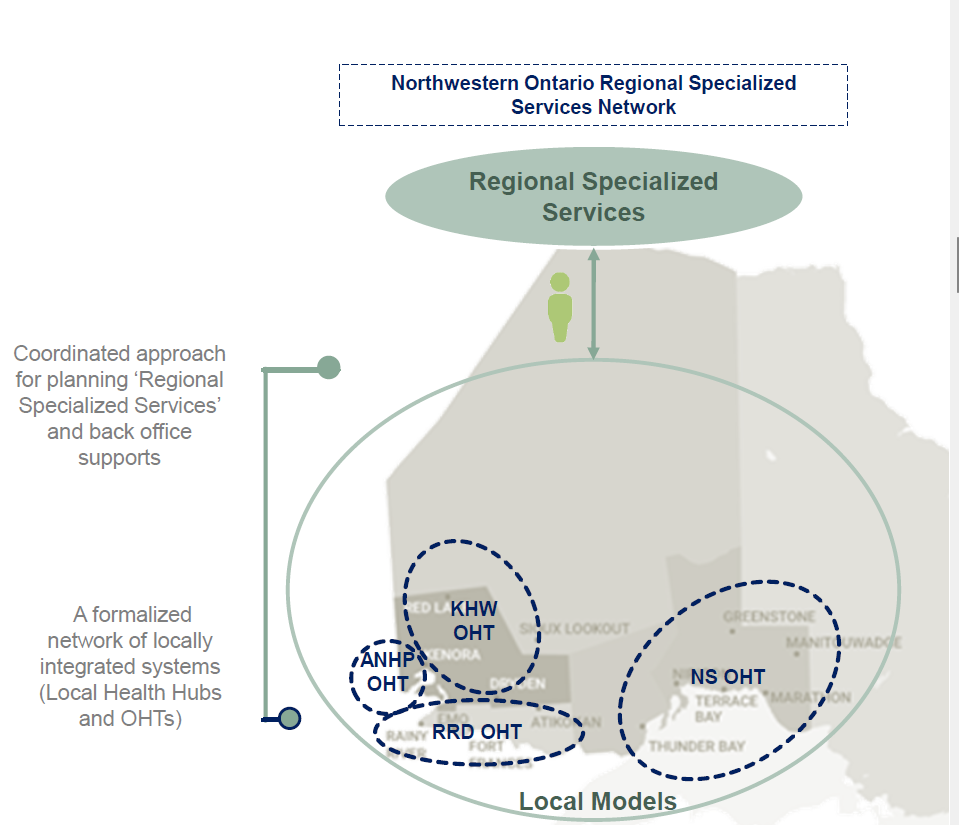 Northwestern Ontario Regional Specialized
Services Network
Regional Specialized
Services
Coordinated approach
for planning ‘Regional
Specialized Services’
and back office
supports
A formalized
network of locally
integrated systems
(Local Health Hubs
and OHTs)
RED
KHW
OHT
SIOUX LOOKOUT
GREENSTONE
MANITOUWADGE
KENORA
ANHP
OHT
DRYDEN
NS OHT
MARATHON
TERRACE
BAY
EMO
ATIKOKAN
RRD OHT
RAINY
RIVER
FORT
FRANCES
THUNDER BAY
Local Models